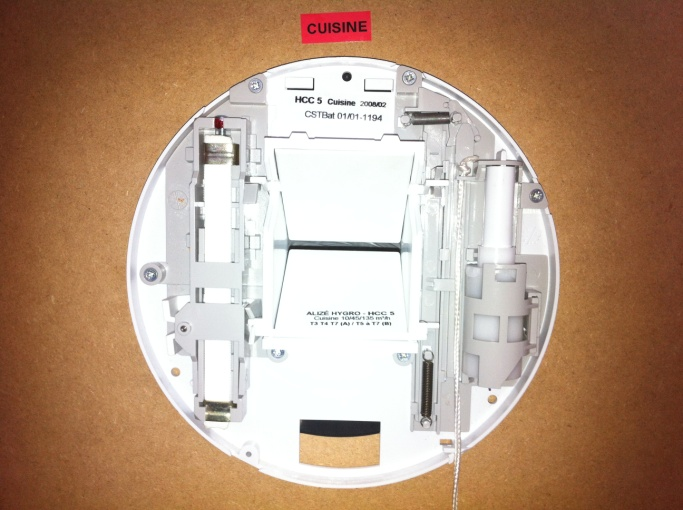 CUISINE
HCC 5 Cuisine 2008/02
CSTBat 01/01-1194
ALIZÉ HYGRO - HCC 5
Cuisine: 10/45/135 m³/h
T3 T4 T7 (A) / T5 à T7 (B)